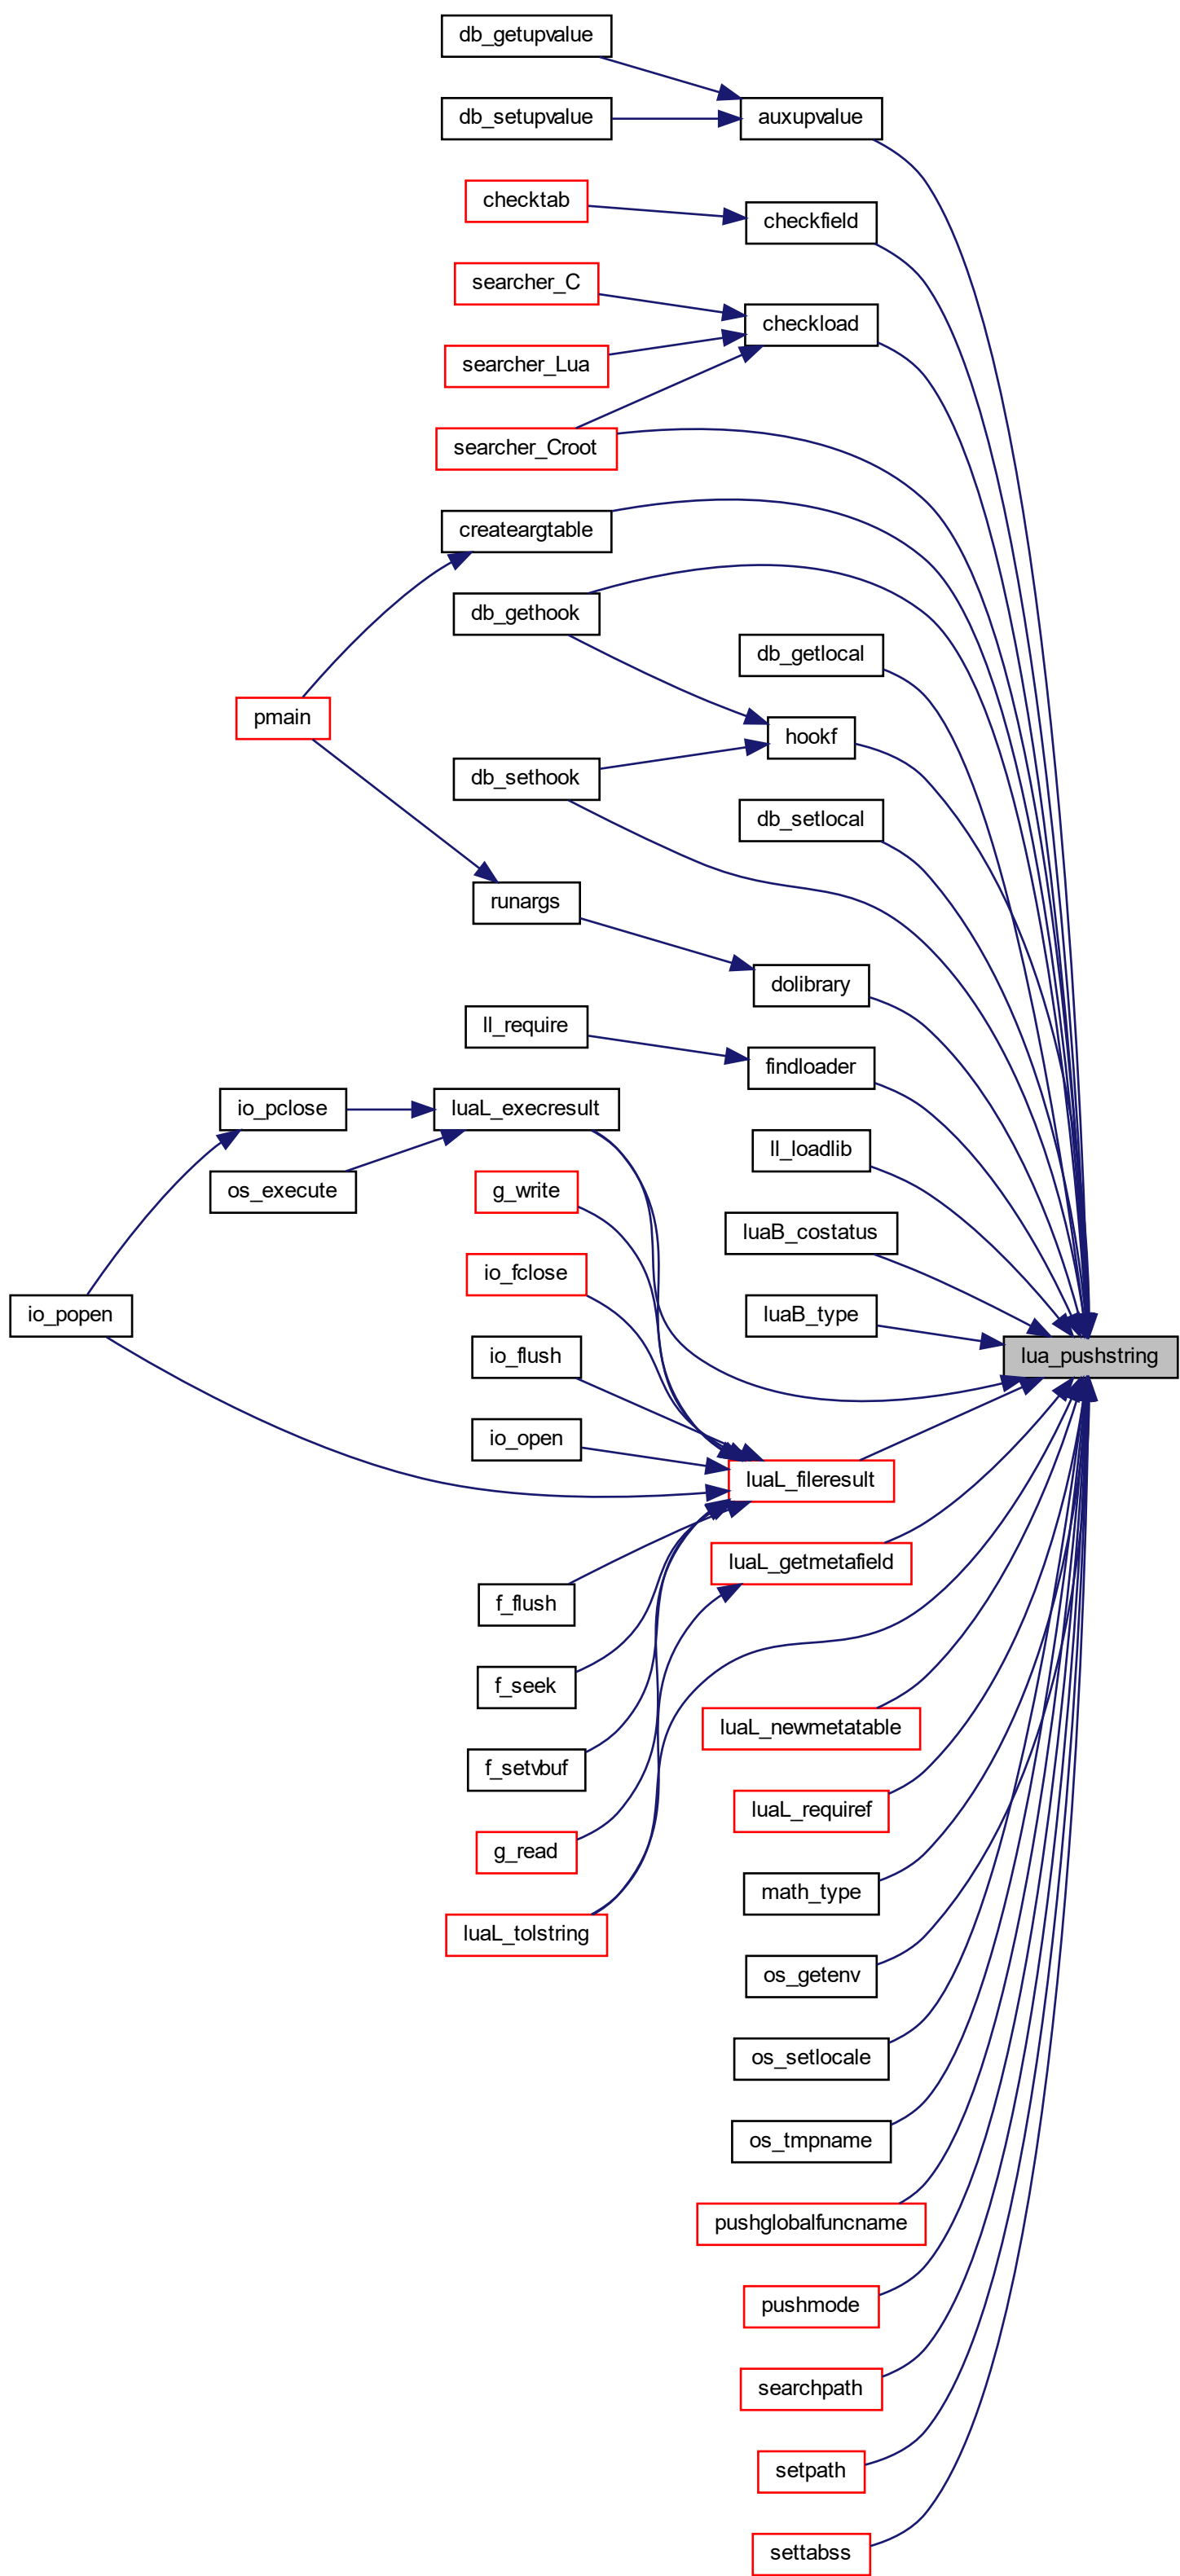 db_getupvalue
db_setupvalue
auxupvalue
checktab
checkfield
searcher_C
checkload
searcher_Lua
searcher_Croot
createargtable
db_gethook
db_getlocal
pmain
hookf
db_sethook
db_setlocal
runargs
dolibrary
ll_require
findloader
io_pclose
luaL_execresult
ll_loadlib
os_execute
g_write
luaB_costatus
io_fclose
io_popen
luaB_type
io_flush
lua_pushstring
io_open
luaL_fileresult
luaL_getmetafield
f_flush
f_seek
luaL_newmetatable
f_setvbuf
luaL_requiref
g_read
math_type
luaL_tolstring
os_getenv
os_setlocale
os_tmpname
pushglobalfuncname
pushmode
searchpath
setpath
settabss